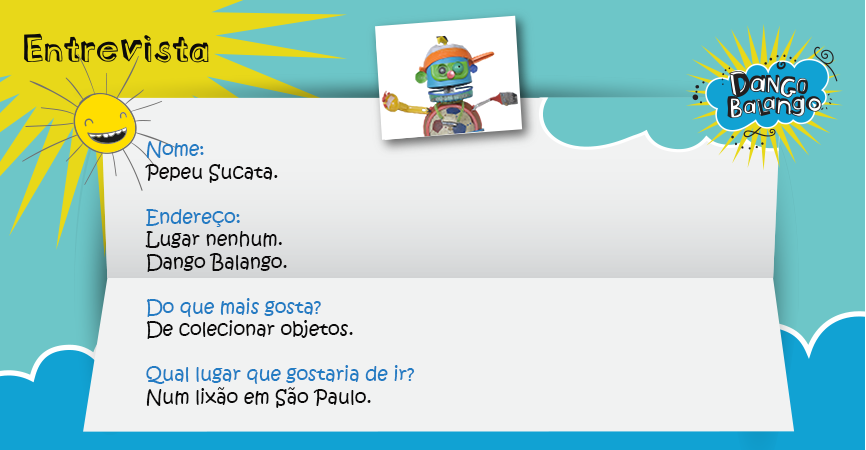 Entrevista
Dango
Balango
Nome:
Pepeu Sucata.
Endereço:
Lugar nenhum.
Dango Balango.
Do que mais gosta?
De colecionar objetos.
Qual lugar que gostaria de ir?
Num lixão em São Paulo.